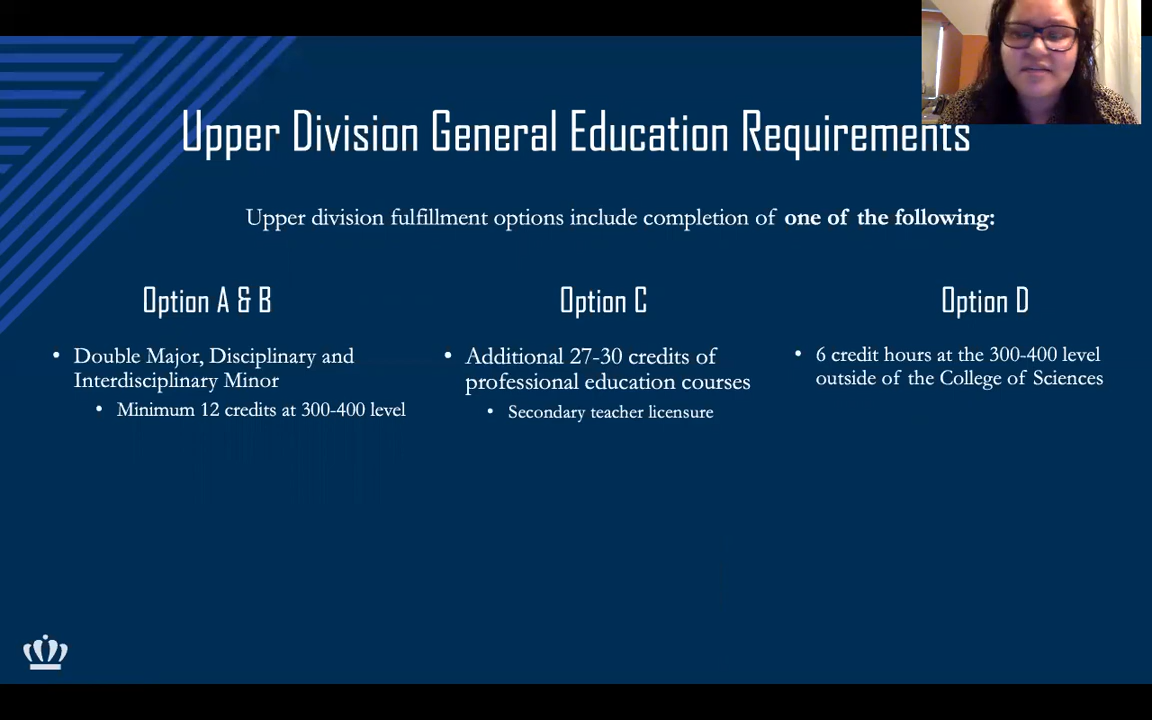 Upper Division General Education Requirements
Upper division fulfillment options include completion of one of the following:
Option A & B
• Double Major, Disciplinary and
Interdisciplinary Minor
• Minimum 12 credits at 300-400 level
Option C
• Additional 27-30 credits of
professional education courses
• Secondary teacher licensure
Option D
• 6 credit hours at the 300-400 level
outside of the College of Sciences